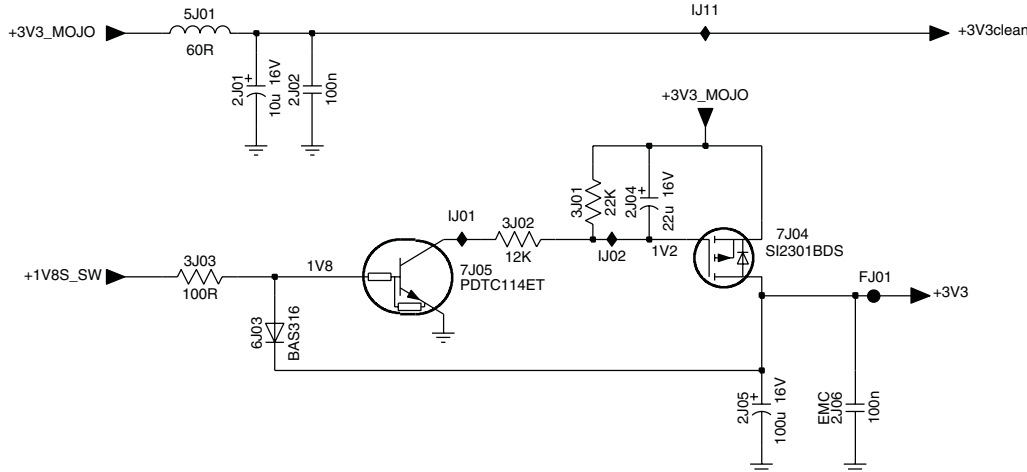 5J01
IJ11
+3V3_MOJO
+3V3clean
60R
2J01
10u 16V
2J02
100n
+3V3_MOJO
3J01
22K
2J04
22u 16V
IJ01
3J02
7J04
SI2301BDS
12K
IJ02
1V2
+1V8S_SW
3J03
1V8
7J05
PDTC114ET
100R
FJ01
+3V3
6J03
BAS316
2J05
100u 16V
EMC
2J06
100n